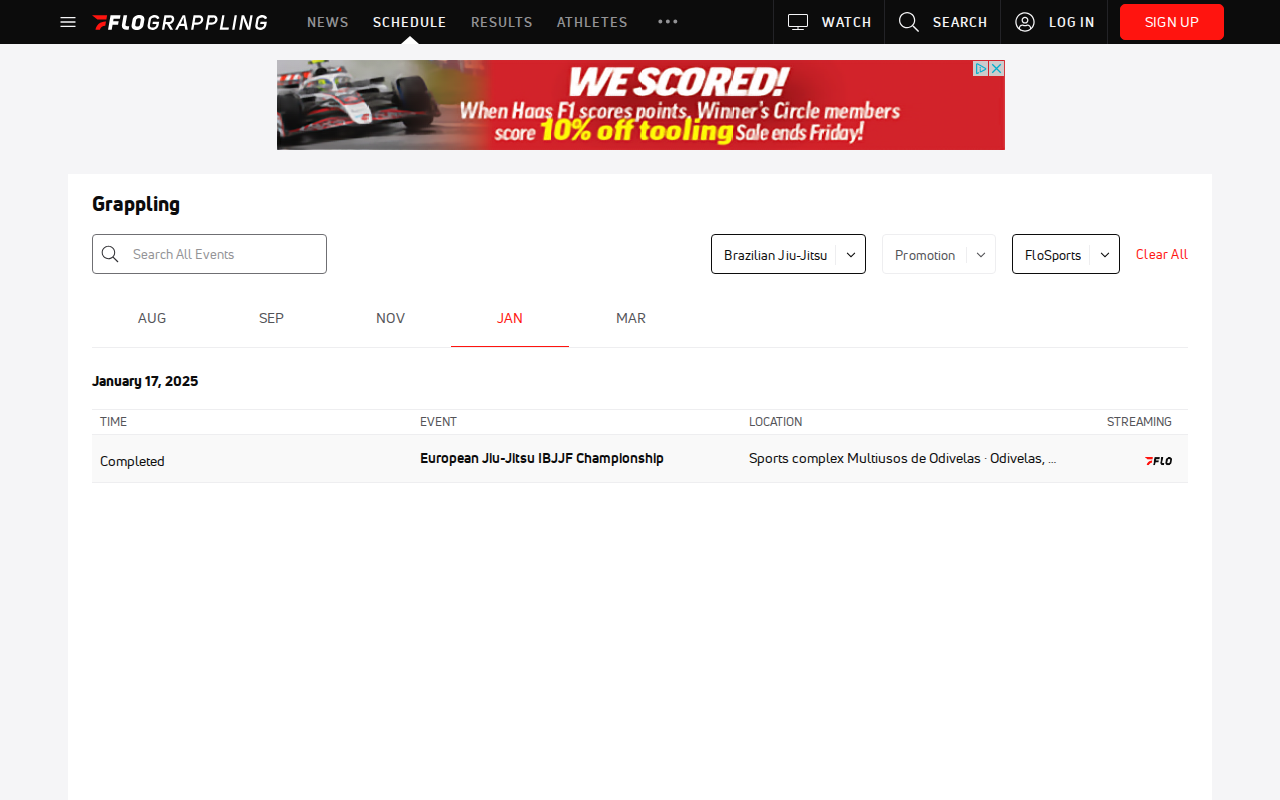 FLOGRAPPLING
NEWS
SCHEDULE
RESULTS
ATHLETES
WATCH
SEARCH
LOG IN
SIGN UP
WE SCORED!
When Haas F1 scores points, Winner's Circle members
score 10% off tooling Sale ends Friday!
Grappling
Search All Events
Brazilian Jiu-Jitsu
Promotion
FloSports
Clear All
AUG
SEP
NOV
JAN
MAR
January 17, 2025
TIME
EVENT
LOCATION
STREAMING
Completed
European Jiu-Jitsu IBJJF Championship
Sports complex Multiusos de Odivelas · Odivelas, ...
FLO